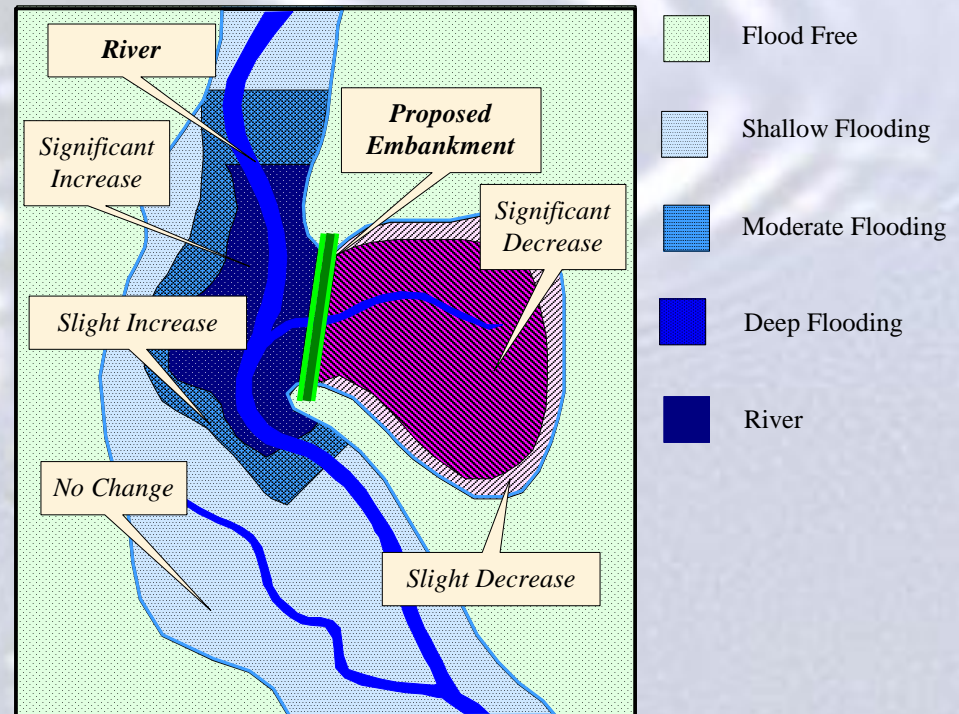 River
Proposed
Embankment
Significant
Increase
Significant
Decrease
Slight Increase
No Change
Slight Decrease
Flood Free
Shallow Flooding
Moderate Flooding
Deep Flooding
River